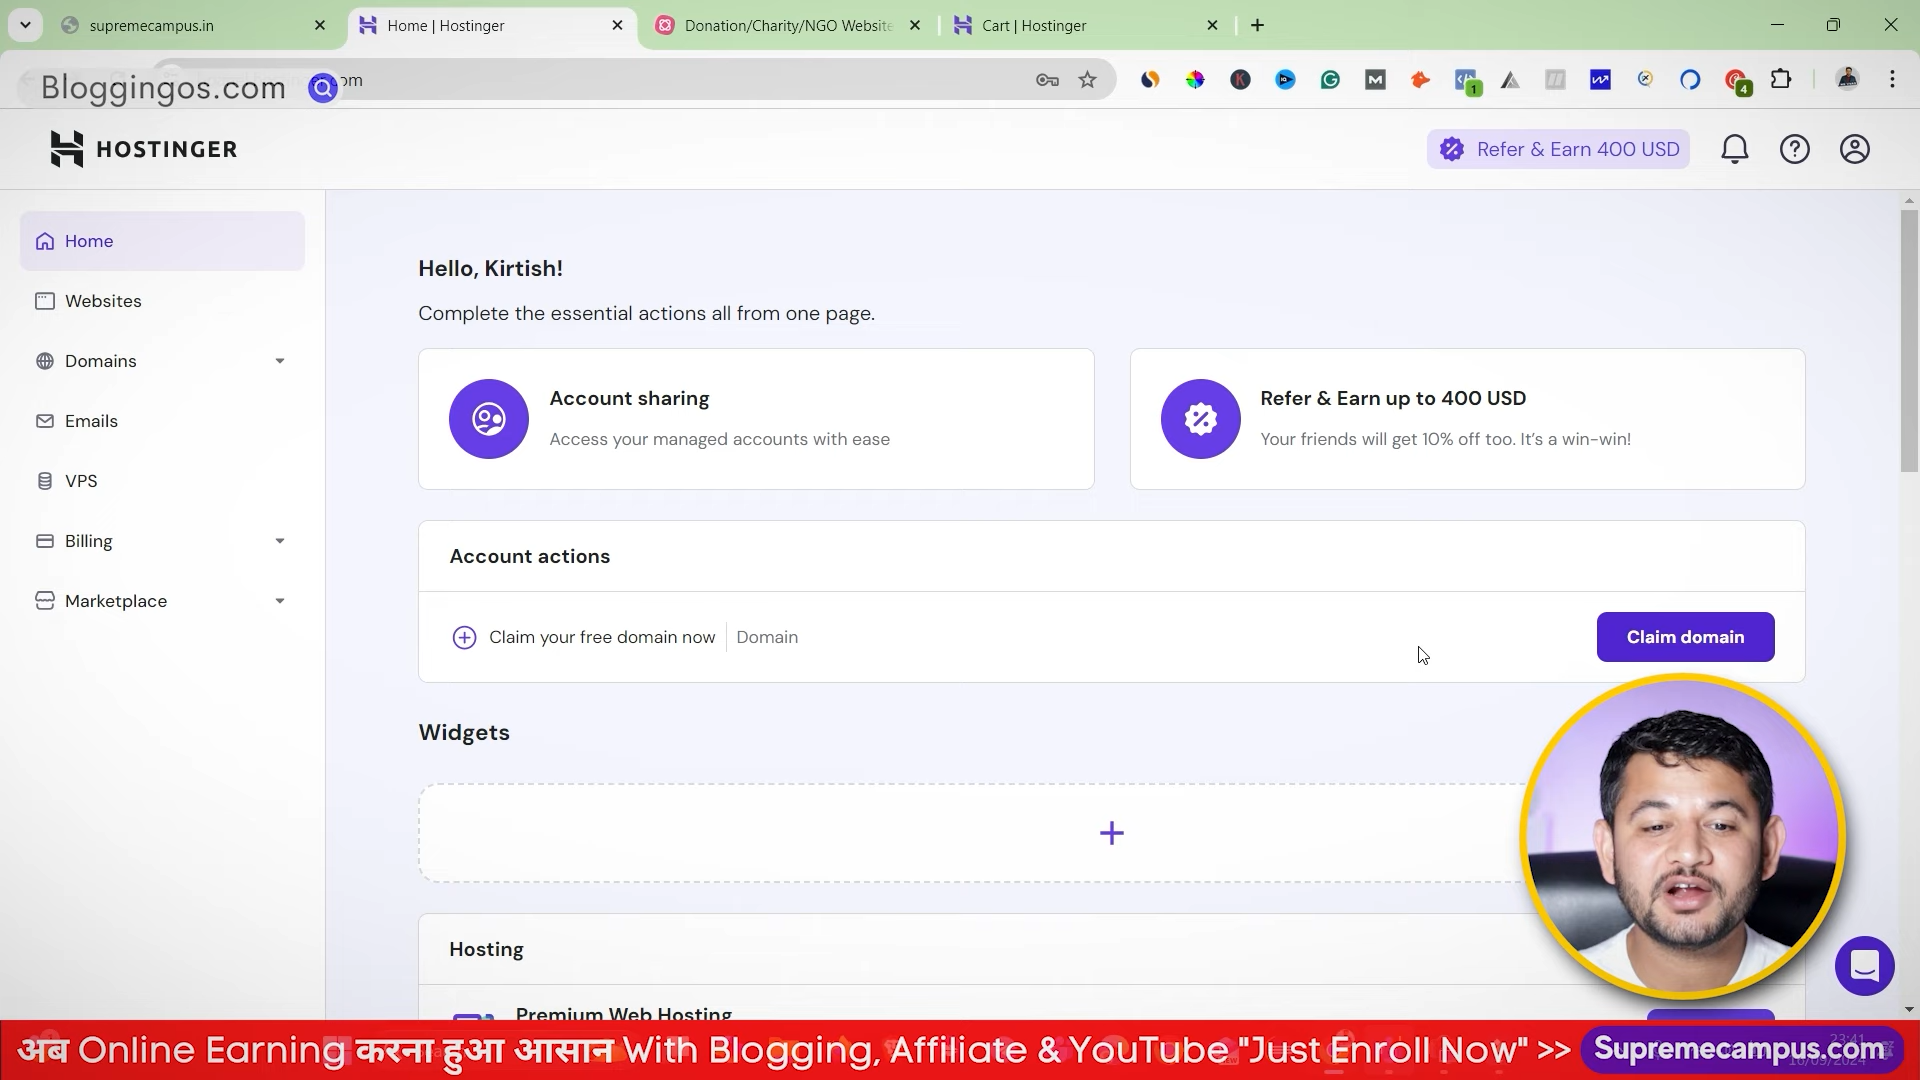 supremecampus.in
Home | Hostinger
Donation/Charity/NGO Website
Cart | Hostinger
Bloggingos.com
om
1
4
HOSTINGER
Refer & Earn 400 USD
Home
Websites
Domains
Emails
VPS
Billing
Marketplace
Hello, Kirtish!
Complete the essential actions all from one page.
Account sharing
Access your managed accounts with ease
Refer & Earn up to 400 USD
Your friends will get 10% off too. It's a win-win!
Account actions
Claim your free domain now
Domain
Claim domain
Widgets
Hosting
Premium Web Hosting
अब Online Earning करना हुआ आसान With Blogging, Affiliate & YouTube "Just Enroll Now" >>
Supremecampus.com